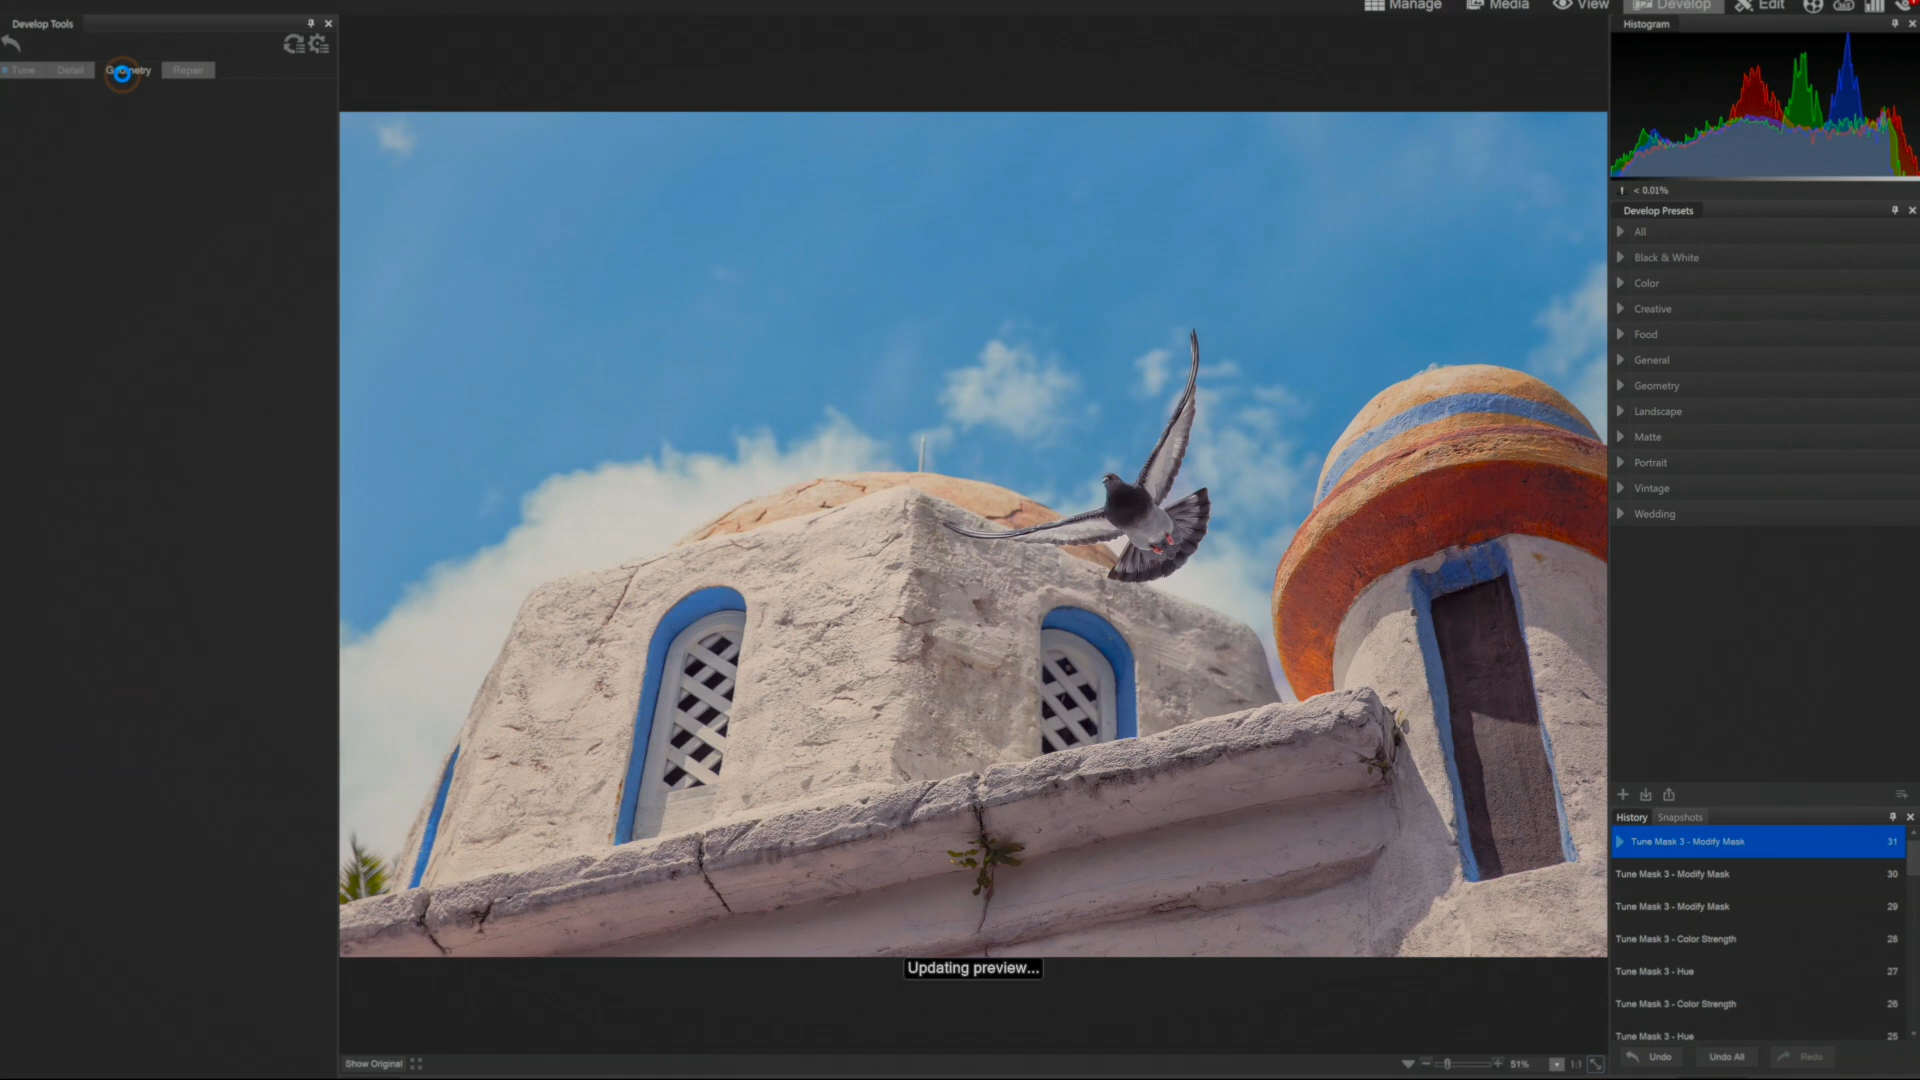 Manage Media View Develop Edit 365
Develop Tools
Tune Detail Geometry Repair
Histogram
< 0.01%
Develop Presets
All
Black & White
Color
Creative
Food
General
Geometry
Landscape
Matte
Portrait
Vintage
Wedding
History Snapshots
Tune Mask 3 - Modify Mask 31
Tune Mask 3 - Modify Mask 30
Tune Mask 3 - Modify Mask 29
Tune Mask 3 - Color Strength 28
Tune Mask 3 - Hue 27
Tune Mask 3 - Color Strength 26
Tune Mask 3 - Hue 25
Undo Undo All Redo
Updating preview...
Show Original
51% 1:1